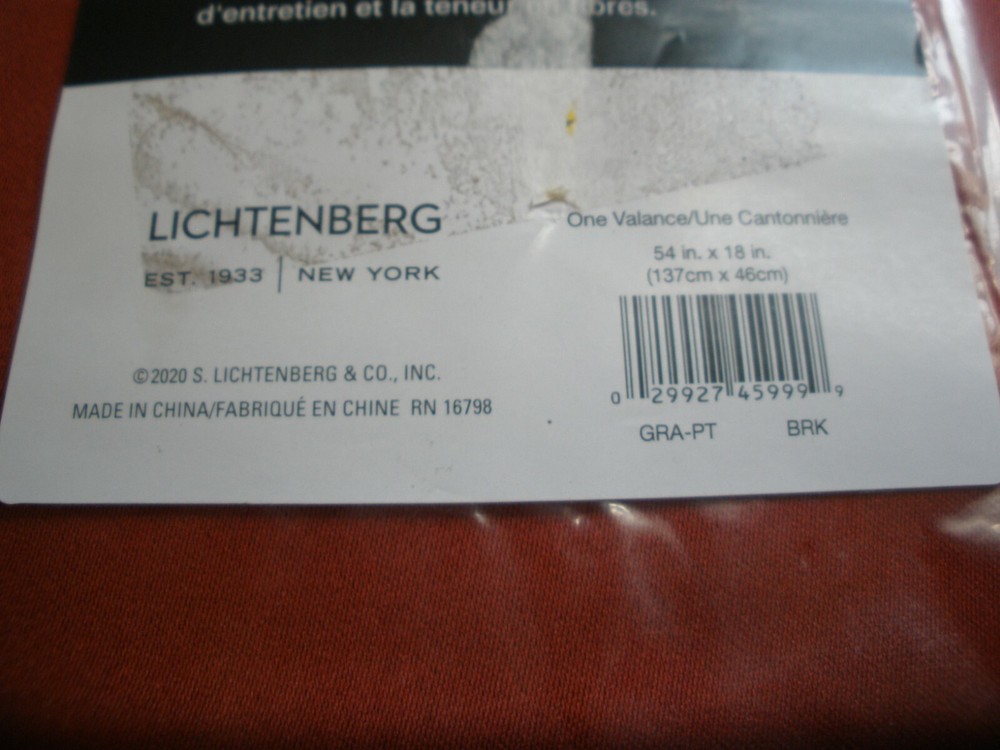 d'entretien et la teneur en fibres.
LICHTENBERG
EST. 1933 | NEW YORK
One Valance/Une Cantonnière
54 in. x 18 in.
(137cm x 46cm)
0 29927 45999 9
GRA-PT BRK
©2020 S. LICHTENBERG & CO., INC.
MADE IN CHINA/FABRIQUÉ EN CHINE RN 16798